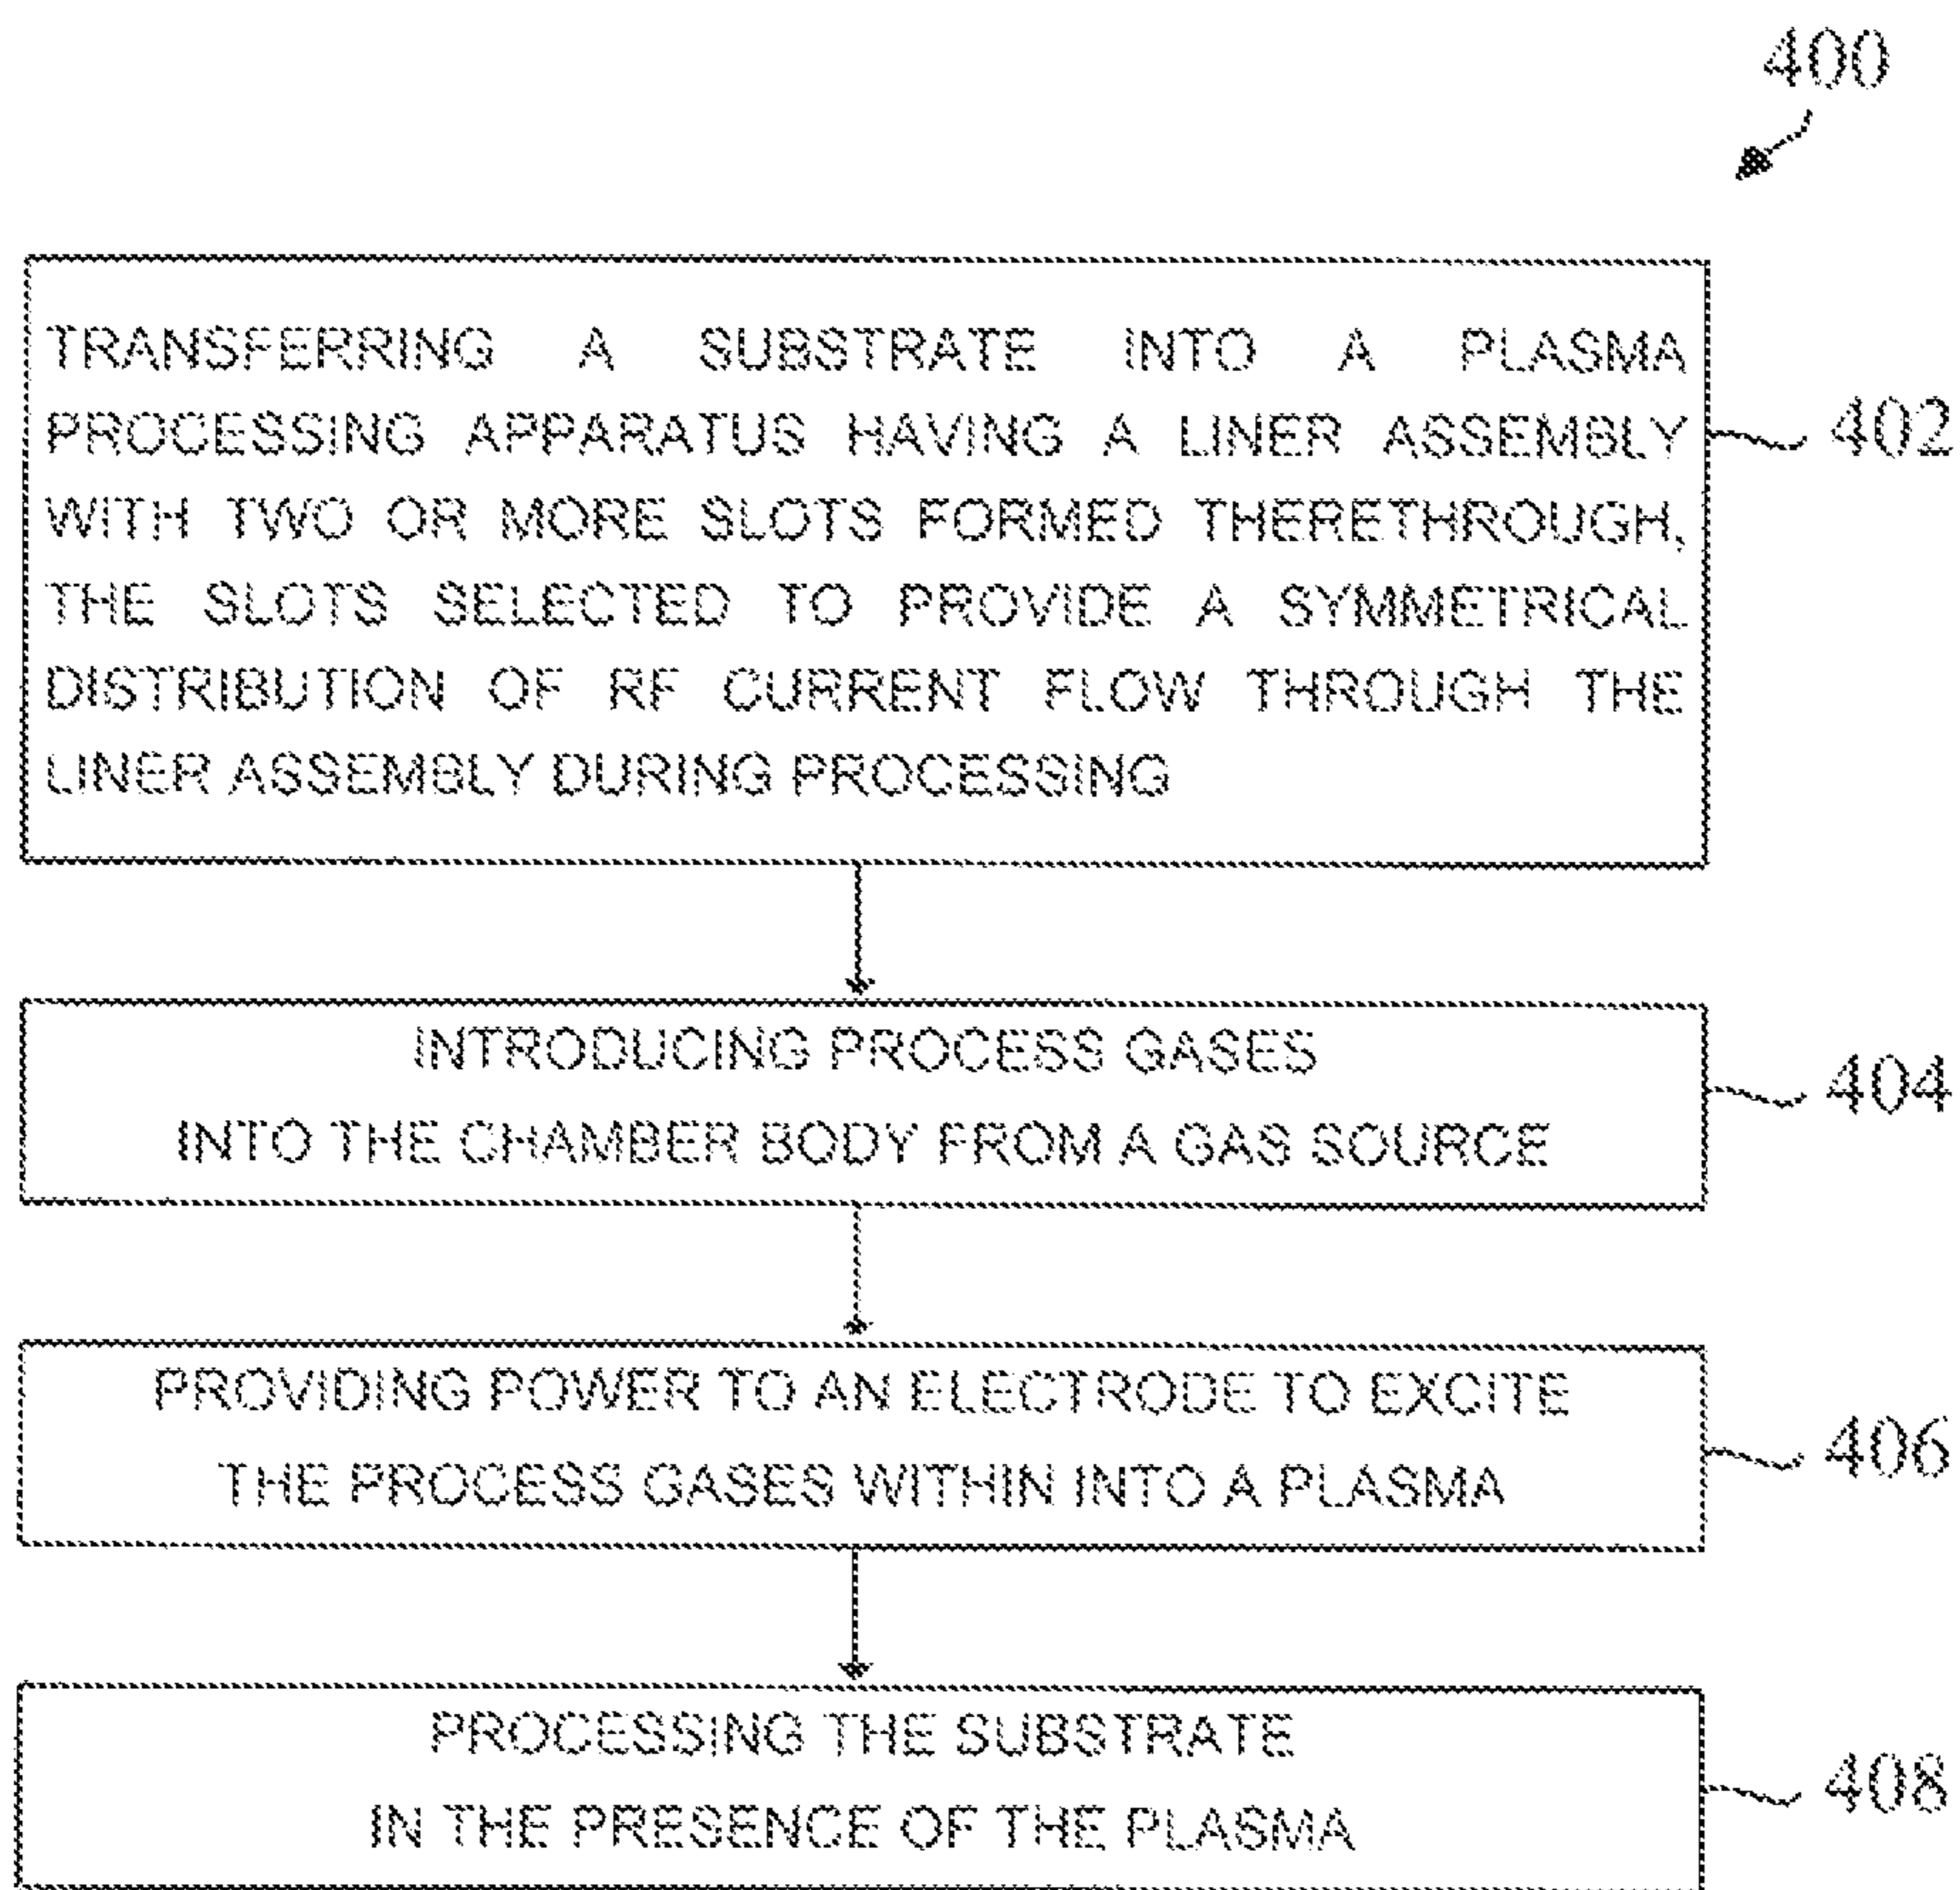 400
TRANSFERRING A SUBSTRATE INTO A PLASMA
PROCESSING APPARATUS HAVING A LINER ASSEMBLY
WITH TWO OR MORE SLOTS FORMED THERETHROUGH,
THE SLOTS SELECTED TO PROVIDE A SYMMETRICAL
DISTRIBUTION OF RF CURRENT FLOW THROUGH THE
LINER ASSEMBLY DURING PROCESSING
402
INTRODUCING PROCESS GASES
INTO THE CHAMBER BODY FROM A GAS SOURCE
404
PROVIDING POWER TO AN ELECTRODE TO EXCITE
THE PROCESS GASES WITHIN INTO A PLASMA
406
PROCESSING THE SUBSTRATE
IN THE PRESENCE OF THE PLASMA
408